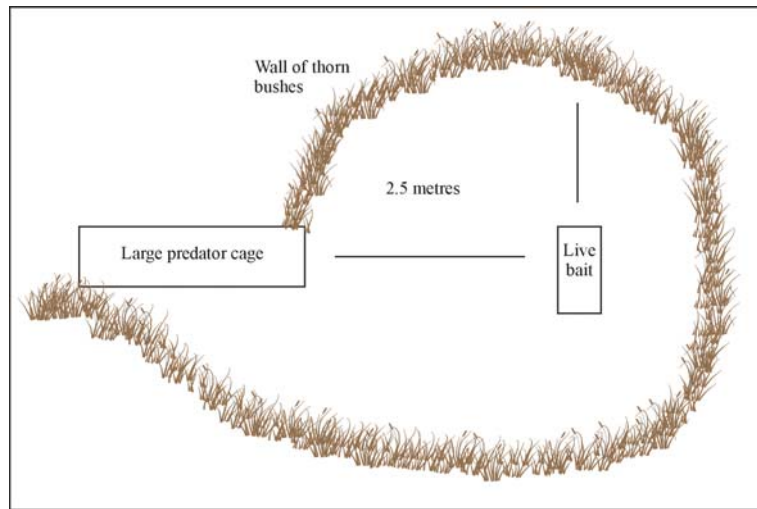 Wall of thorn
bushes
2.5 metres
Large predator cage
Live
bait